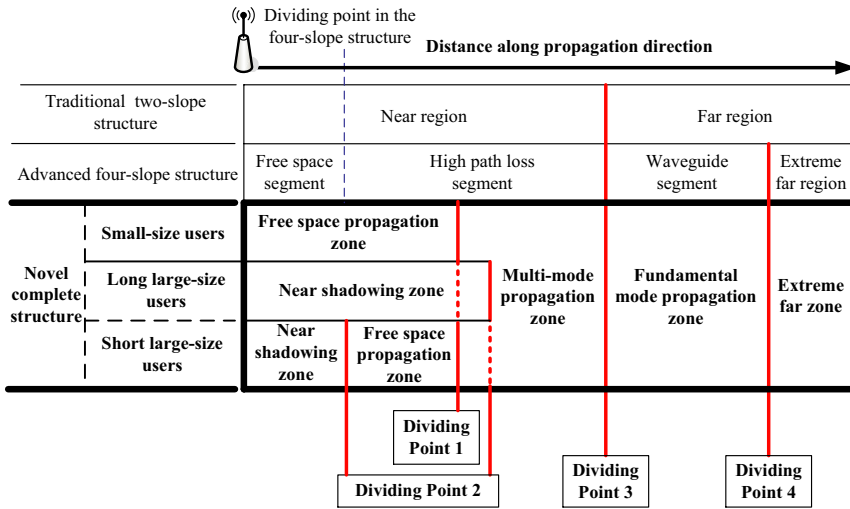 Dividing point in the
four-slope structure
Distance along propagation direction
Traditional two-slope
structure
Near region
Far region
Advanced four-slope structure
Free space
segment
High path loss
segment
Waveguide
segment
Extreme
far region
Novel
complete
structure
Small-size users
Free space propagation
zone
Long large-size
users
Near shadowing zone
Short large-size
users
Near
shadowing
zone
Free space
propagation
zone
Multi-mode
propagation
zone
Fundamental
mode propagation
zone
Extreme
far zone
Dividing
Point 1
Dividing Point 2
Dividing
Point 3
Dividing
Point 4